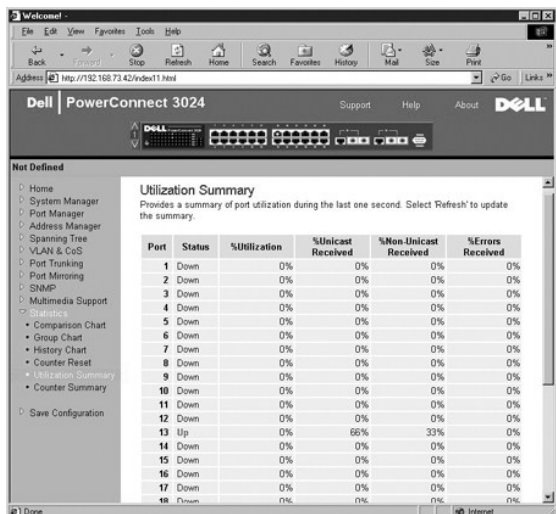 Welcome! -
File Edit View Favorites Tools Help
Back Forward Stop Refresh Home Search Favorites History Mail Size Print
Address http://192.168.73.42/index11.html Go Links »
Dell | PowerConnect 3024 Support Help About DELL
1 DELL
Not Defined
Home
System Manager
Port Manager
Address Manager
Spanning Tree
VLAN & CoS
Port Trunking
Port Mirroring
SNMP
Multimedia Support
Statistics
• Comparison Chart
• Group Chart
• History Chart
• Counter Reset
• Utilization Summary
• Counter Summary
Save Configuration
Utilization Summary
Provides a summary of port utilization during the last one second. Select 'Refresh' to update
the summary.
Port Status %Utilization %Unicast Received %Non-Unicast Received %Errors Received
1 Down 0% 0% 0% 0%
2 Down 0% 0% 0% 0%
3 Down 0% 0% 0% 0%
4 Down 0% 0% 0% 0%
5 Down 0% 0% 0% 0%
6 Down 0% 0% 0% 0%
7 Down 0% 0% 0% 0%
8 Down 0% 0% 0% 0%
9 Down 0% 0% 0% 0%
10 Down 0% 0% 0% 0%
11 Down 0% 0% 0% 0%
12 Down 0% 0% 0% 0%
13 Up 0% 66% 33% 0%
14 Down 0% 0% 0% 0%
15 Down 0% 0% 0% 0%
16 Down 0% 0% 0% 0%
17 Down 0% 0% 0% 0%
18 Down 0% 0% 0% 0%
Done Internet